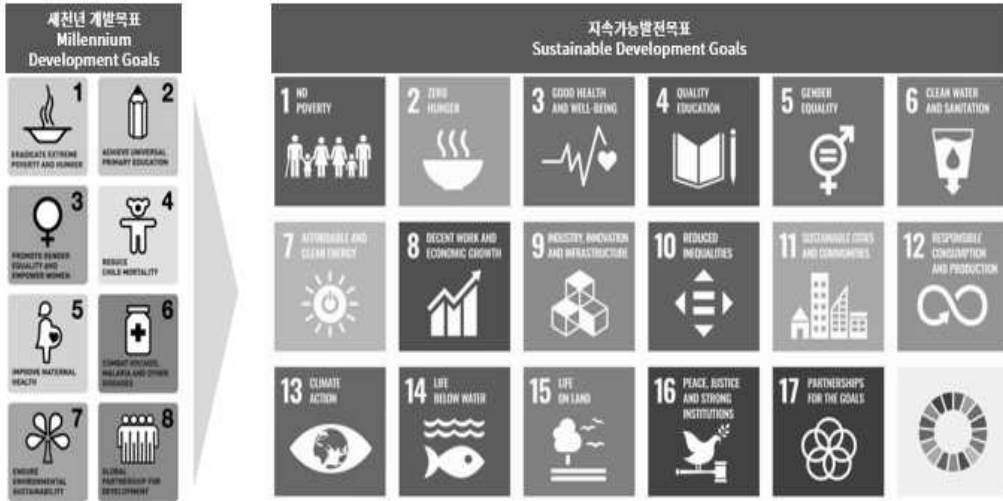 새천년 개발목표
Millennium
Development Goals
1
ERADICATE EXTREME
POVERTY AND HUNGER
2
ACHIEVE UNIVERSAL
PRIMARY EDUCATION
3
PROMOTE GENDER
EQUALITY AND
EMPOWER WOMEN
4
REDUCE
CHILD MORTALITY
5
IMPROVE MATERNAL
HEALTH
6
COMBAT HIV/AIDS,
MALARIA AND OTHER
DISEASES
7
ENSURE
ENVIRONMENTAL
SUSTAINABILITY
8
GLOBAL
PARTNERSHIP FOR
DEVELOPMENT
지속가능발전목표
Sustainable Development Goals
1 NO
POVERTY
2 ZERO
HUNGER
3 GOOD HEALTH
AND WELL-BEING
4 QUALITY
EDUCATION
5 GENDER
EQUALITY
6 CLEAN WATER
AND SANITATION
7 AFFORDABLE AND
CLEAN ENERGY
8 DECENT WORK AND
ECONOMIC GROWTH
9 INDUSTRY, INNOVATION
AND INFRASTRUCTURE
10 REDUCED
INEQUALITIES
11 SUSTAINABLE CITIES
AND COMMUNITIES
12 RESPONSIBLE
CONSUMPTION
AND PRODUCTION
13 CLIMATE
ACTION
14 LIFE
BELOW WATER
15 LIFE
ON LAND
16 PEACE, JUSTICE
AND STRONG
INSTITUTIONS
17 PARTNERSHIPS
FOR THE GOALS